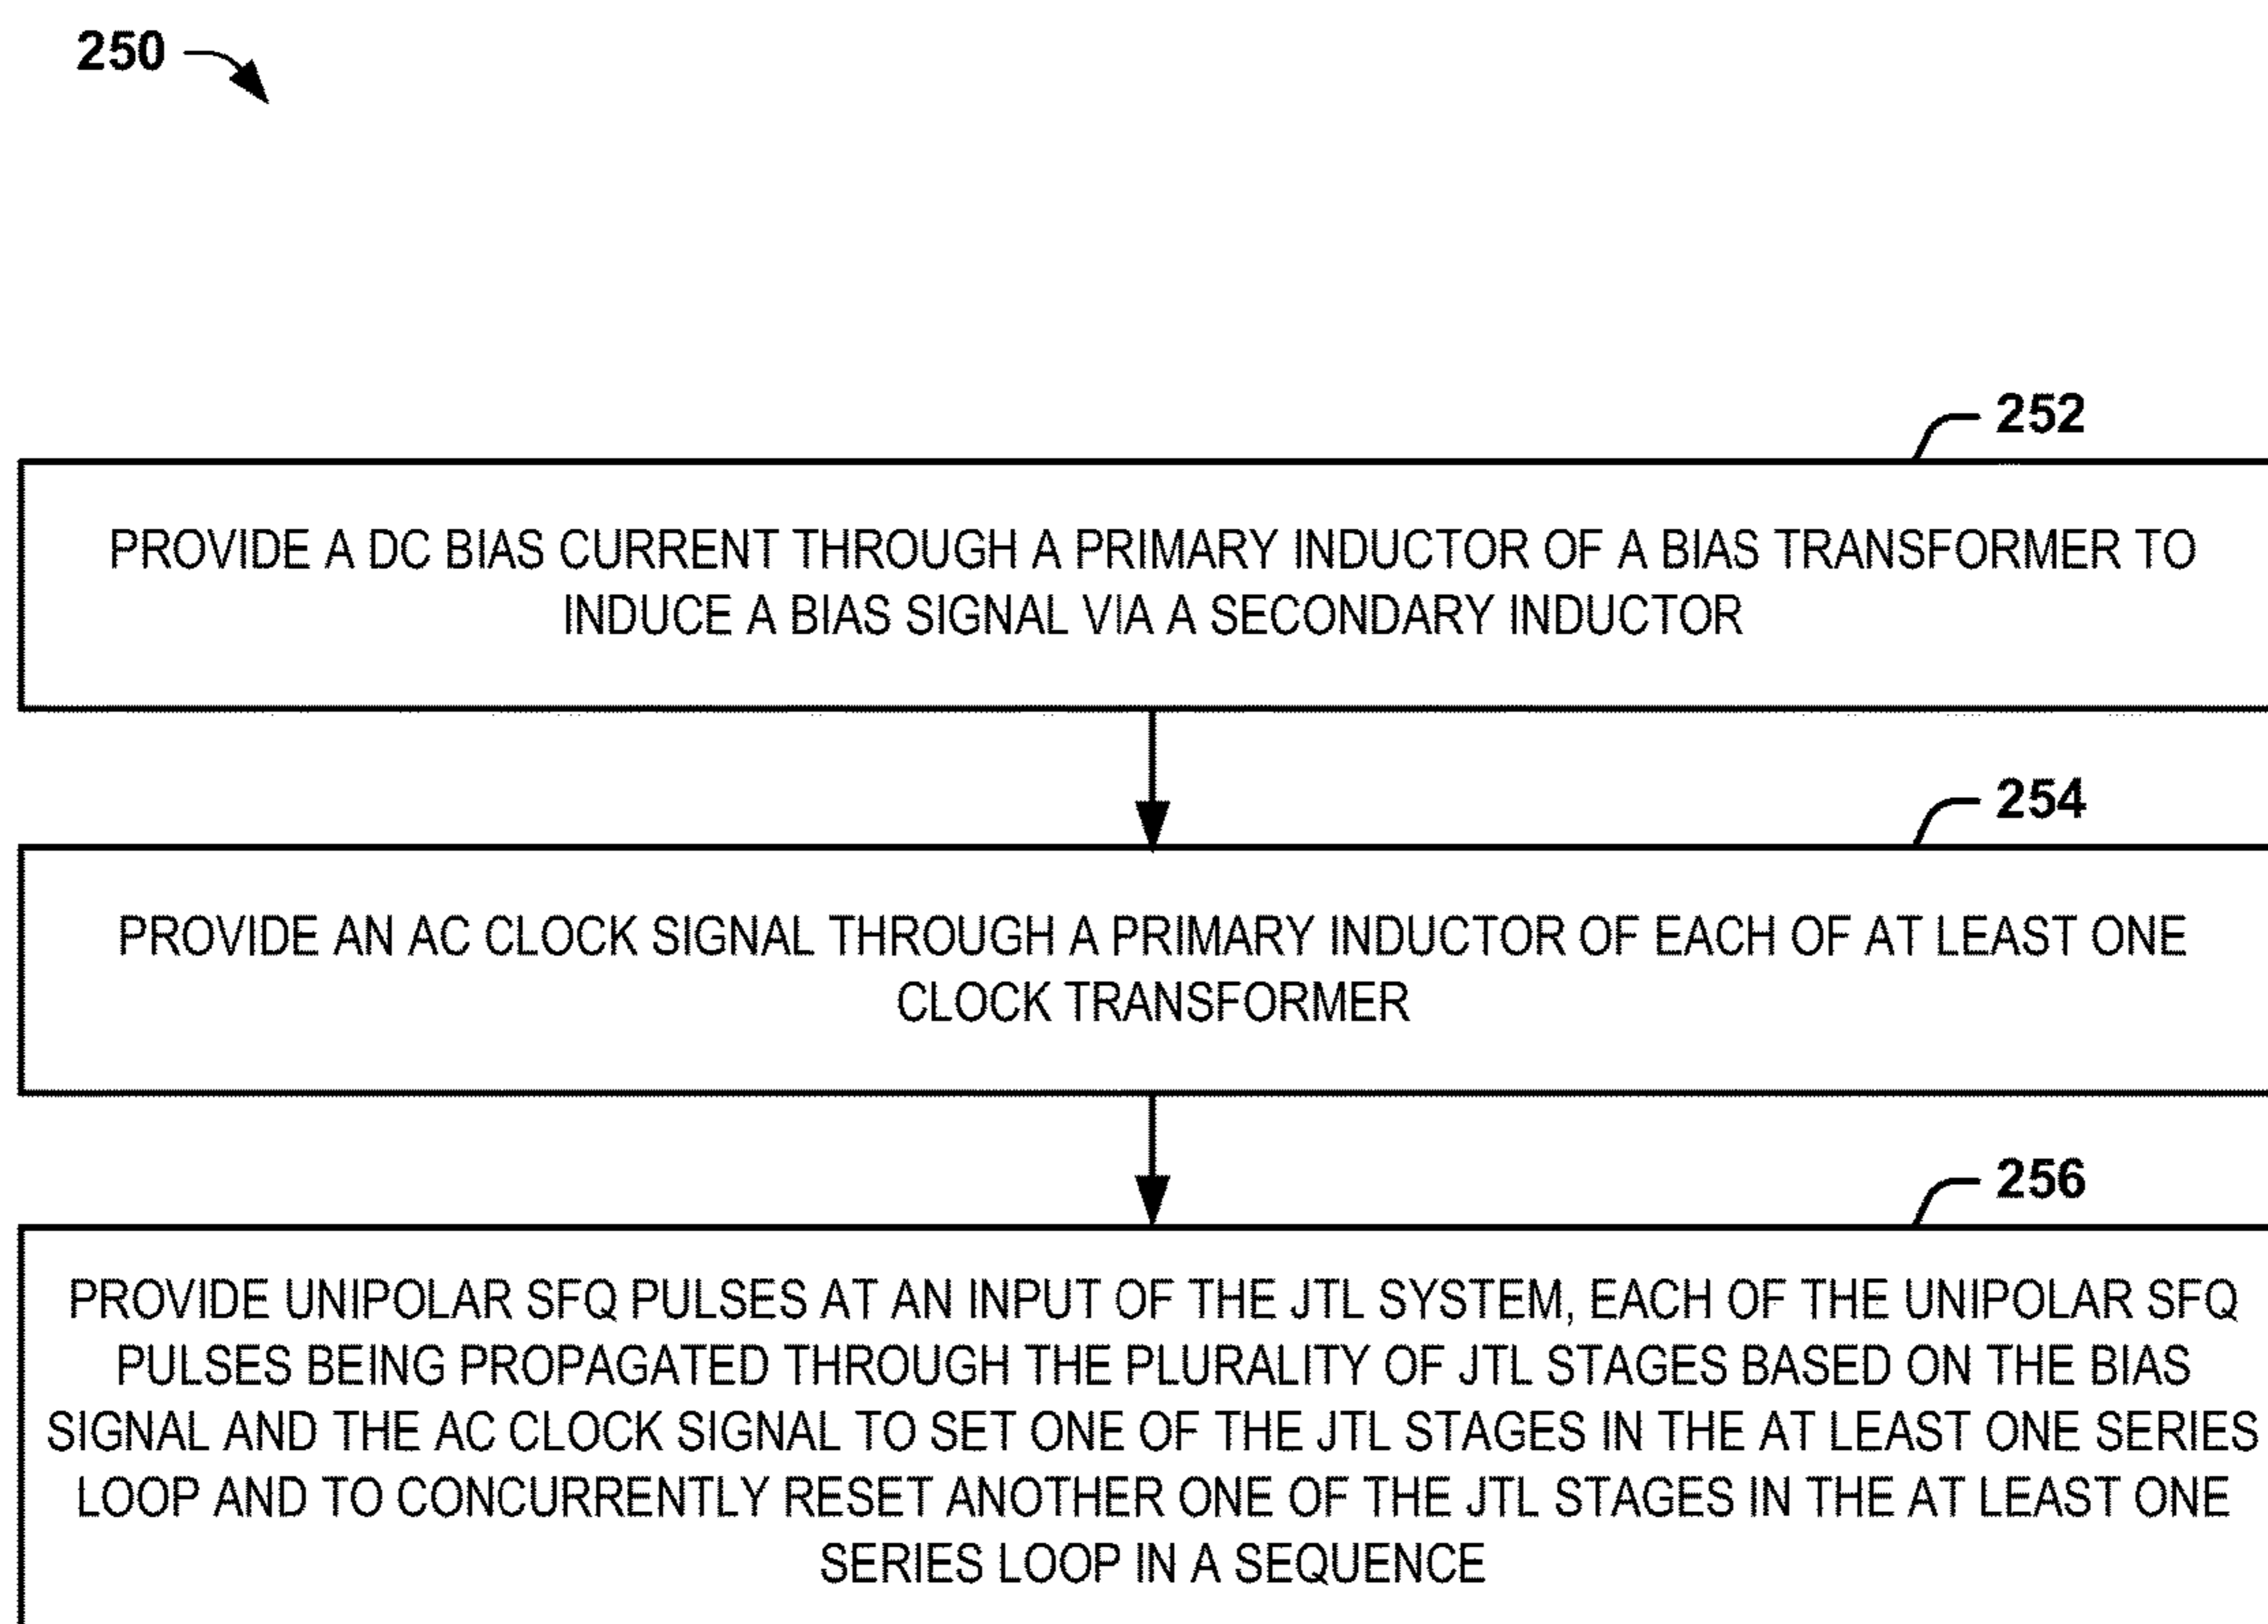 250
252
PROVIDE A DC BIAS CURRENT THROUGH A PRIMARY INDUCTOR OF A BIAS TRANSFORMER TO
INDUCE A BIAS SIGNAL VIA A SECONDARY INDUCTOR
254
PROVIDE AN AC CLOCK SIGNAL THROUGH A PRIMARY INDUCTOR OF EACH OF AT LEAST ONE
CLOCK TRANSFORMER
256
PROVIDE UNIPOLAR SFQ PULSES AT AN INPUT OF THE JTL SYSTEM, EACH OF THE UNIPOLAR SFQ
PULSES BEING PROPAGATED THROUGH THE PLURALITY OF JTL STAGES BASED ON THE BIAS
SIGNAL AND THE AC CLOCK SIGNAL TO SET ONE OF THE JTL STAGES IN THE AT LEAST ONE SERIES
LOOP AND TO CONCURRENTLY RESET ANOTHER ONE OF THE JTL STAGES IN THE AT LEAST ONE
SERIES LOOP IN A SEQUENCE